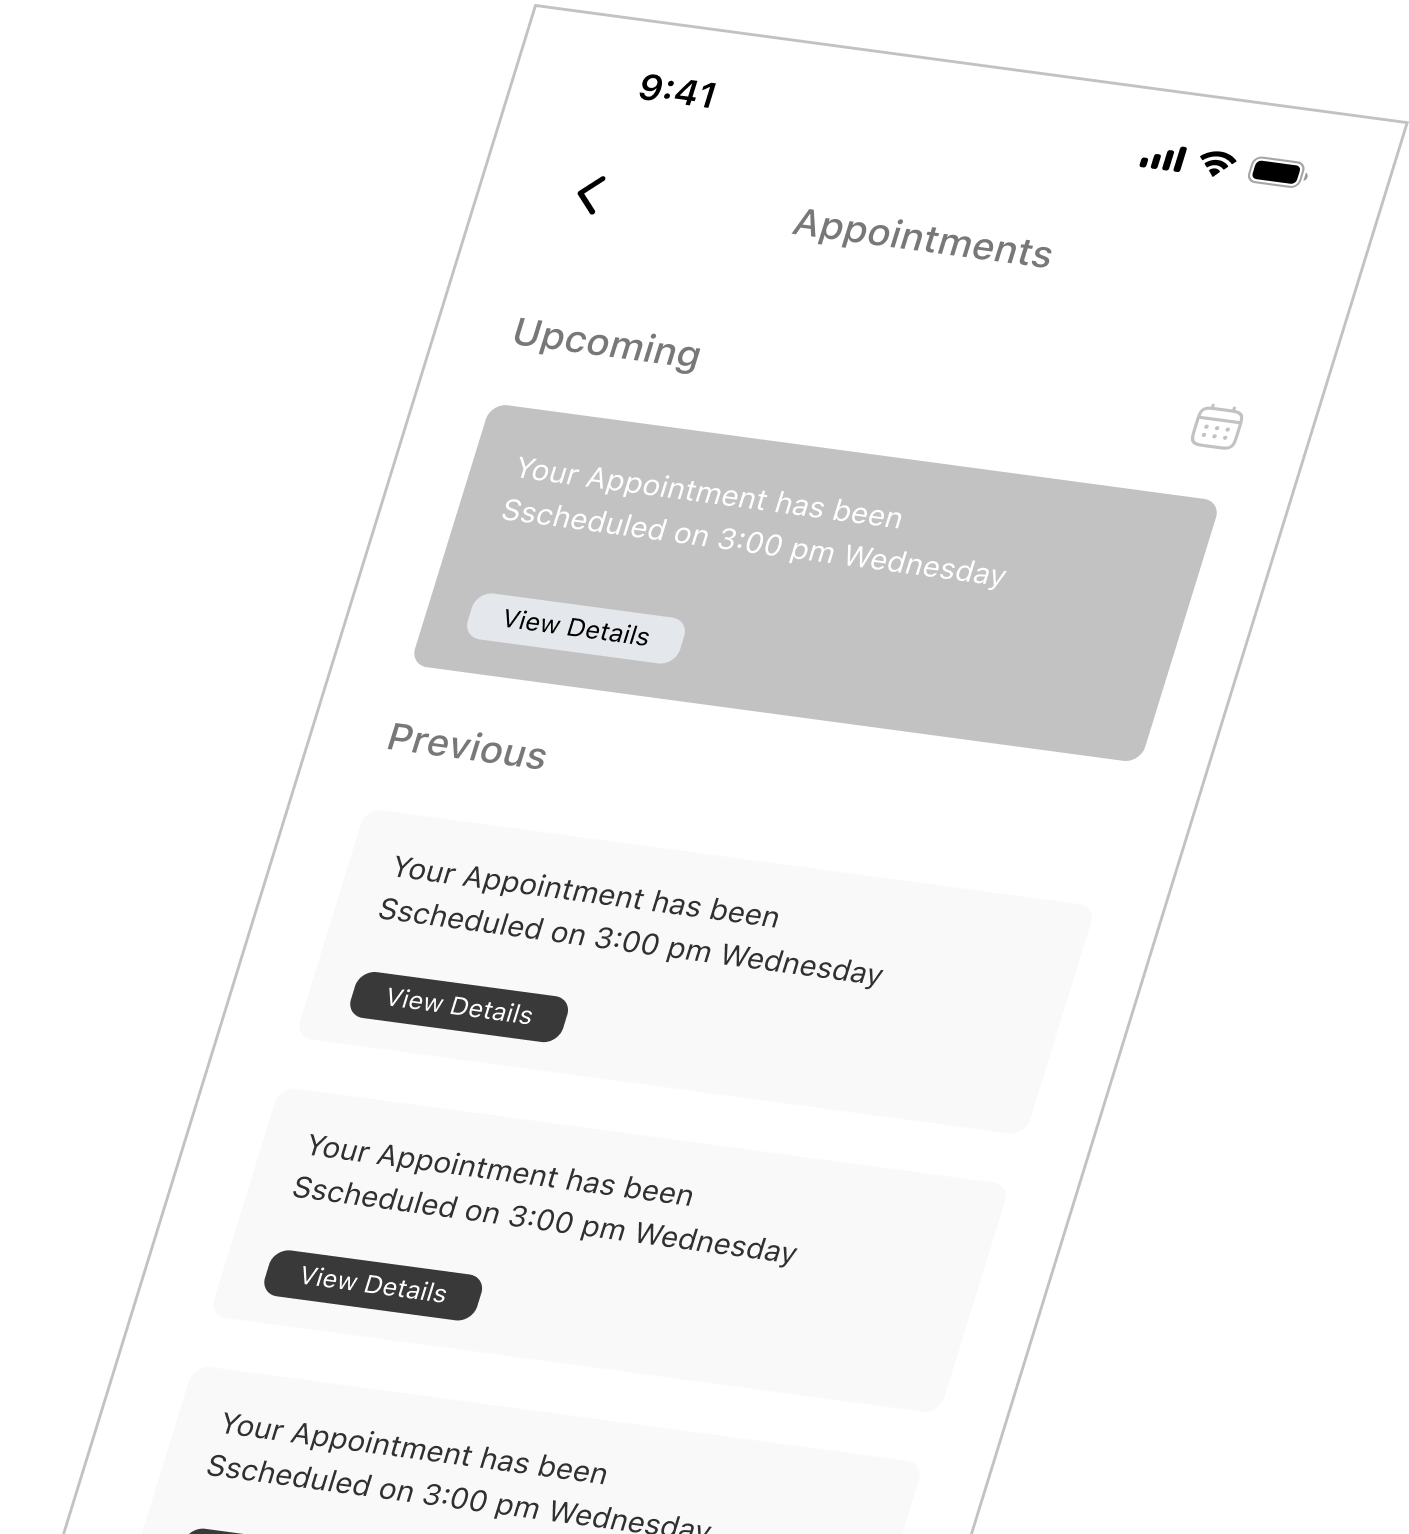 9:41
Appointments
Upcoming
Your Appointment has been
Sscheduled on 3:00 pm Wednesday
View Details
Previous
Your Appointment has been
Sscheduled on 3:00 pm Wednesday
View Details
Your Appointment has been
Sscheduled on 3:00 pm Wednesday
View Details
Your Appointment has been
Sscheduled on 3:00 pm Wednesday